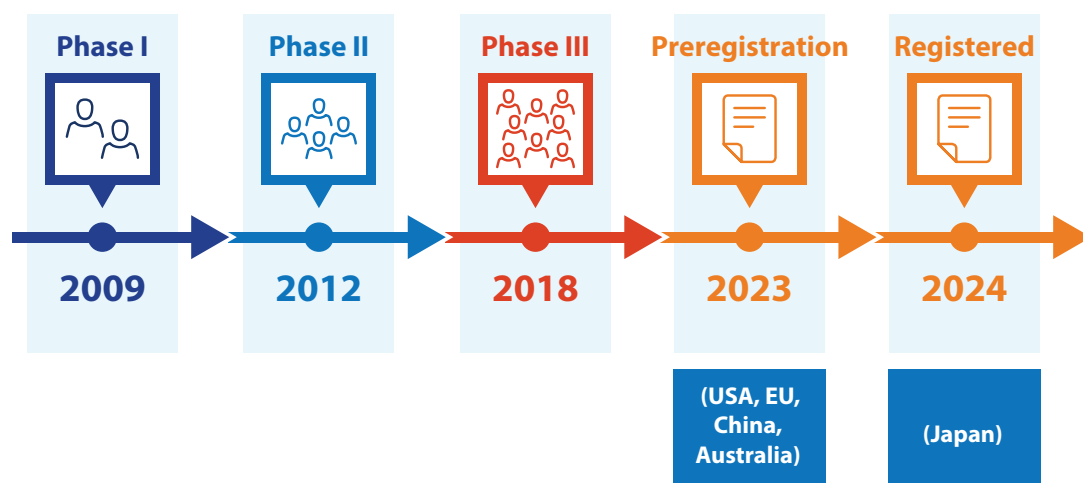 Phase I
Phase II
Phase III
Preregistration
Registered
2009
2012
2018
2023
2024
(USA, EU,
China,
Australia)
(Japan)